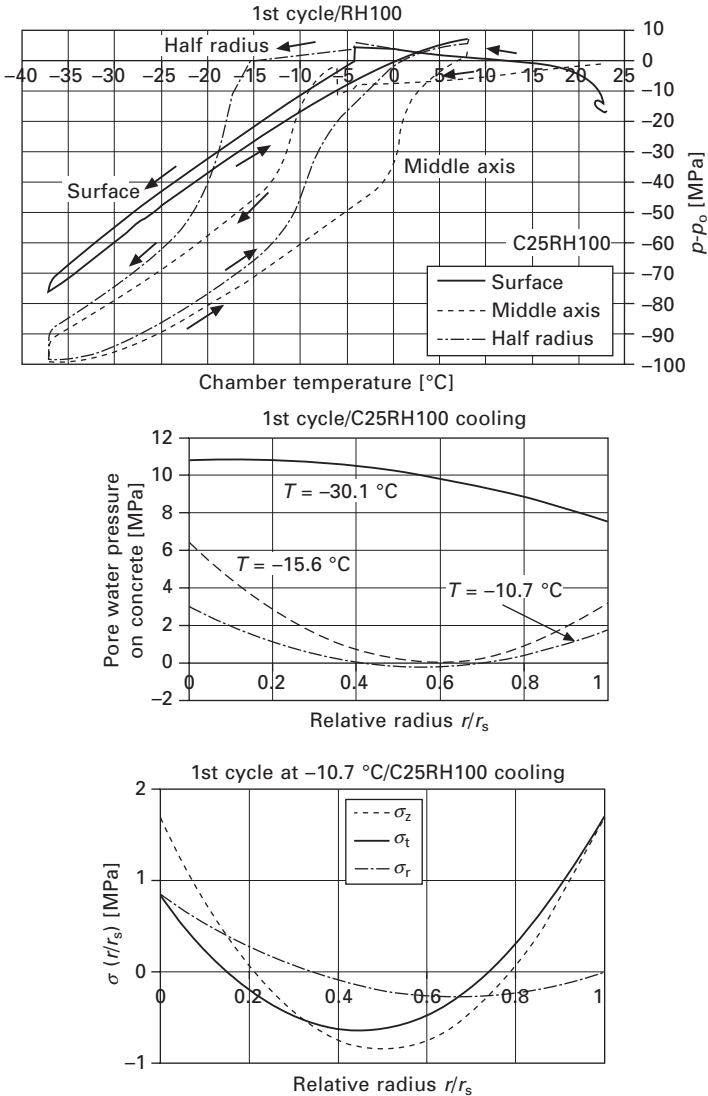 1st cycle/RH100
Half radius
10
0
–10
–20
–30
–40
–50
–60
–70
–80
–90
–100
–40 –35 –30 –25 –20 –15 –10 –5 0 5 10 15 20 25
Middle axis
Surface
C25RH100
Surface
Middle axis
Half radius
p-po [MPa]
Chamber temperature [°C]
1st cycle/C25RH100 cooling
12
10
8
6
4
2
0
–2
T = –30.1 °C
T = –15.6 °C
T = –10.7 °C
0 0.2 0.4 0.6 0.8 1
Pore water pressure
on concrete [MPa]
Relative radius r/rs
1st cycle at –10.7 °C/C25RH100 cooling
2
1
0
–1
σz
σt
σr
0 0.2 0.4 0.6 0.8 1
σ (r/rs) [MPa]
Relative radius r/rs